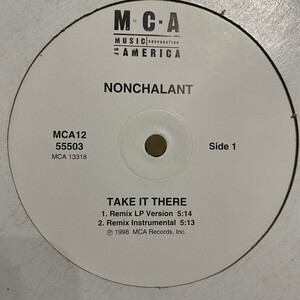 M·C·A
MUSIC CORPORATION
OF AMERICA
NONCHALANT
MCA12
55503
MCA 13318
Side 1
TAKE IT THERE
1. Remix LP Version 5:14
2. Remix Instrumental 5:13
℗ 1998 MCA Records, Inc.